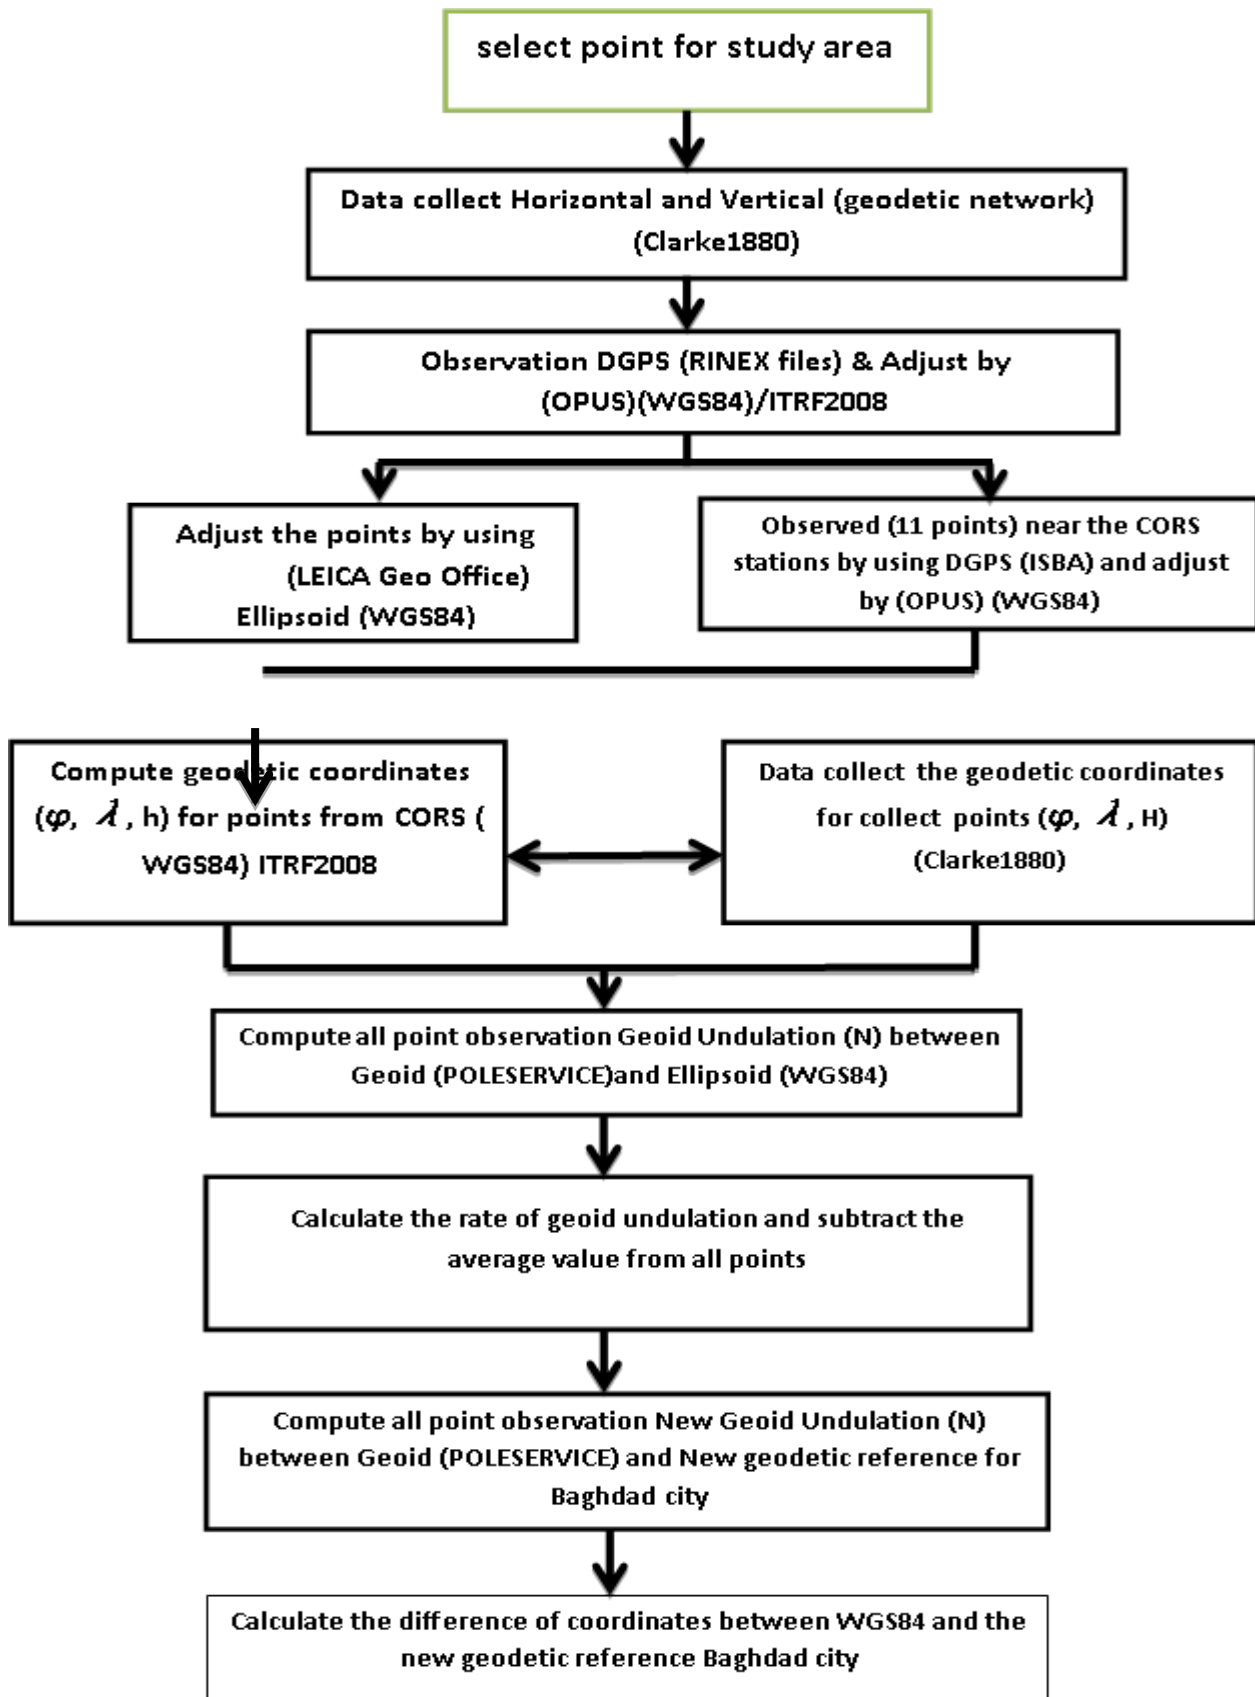 select point for study area
Data collect Horizontal and Vertical (geodetic network)
(Clarke1880)
Observation DGPS (RINEX files) & Adjust by
(OPUS)(WGS84)/ITRF2008
Adjust the points by using
(LEICA Geo Office)
Ellipsoid (WGS84)
Observed (11 points) near the CORS
stations by using DGPS (ISBA) and adjust
by (OPUS) (WGS84)
Compute geodetic coordinates
(φ, λ, h) for points from CORS (
WGS84) ITRF2008
Data collect the geodetic coordinates
for collect points (φ, λ, H)
(Clarke1880)
Compute all point observation Geoid Undulation (N) between
Geoid (POLESERVICE)and Ellipsoid (WGS84)
Calculate the rate of geoid undulation and subtract the
average value from all points
Compute all point observation New Geoid Undulation (N)
between Geoid (POLESERVICE) and New geodetic reference for
Baghdad city
Calculate the difference of coordinates between WGS84 and the
new geodetic reference Baghdad city